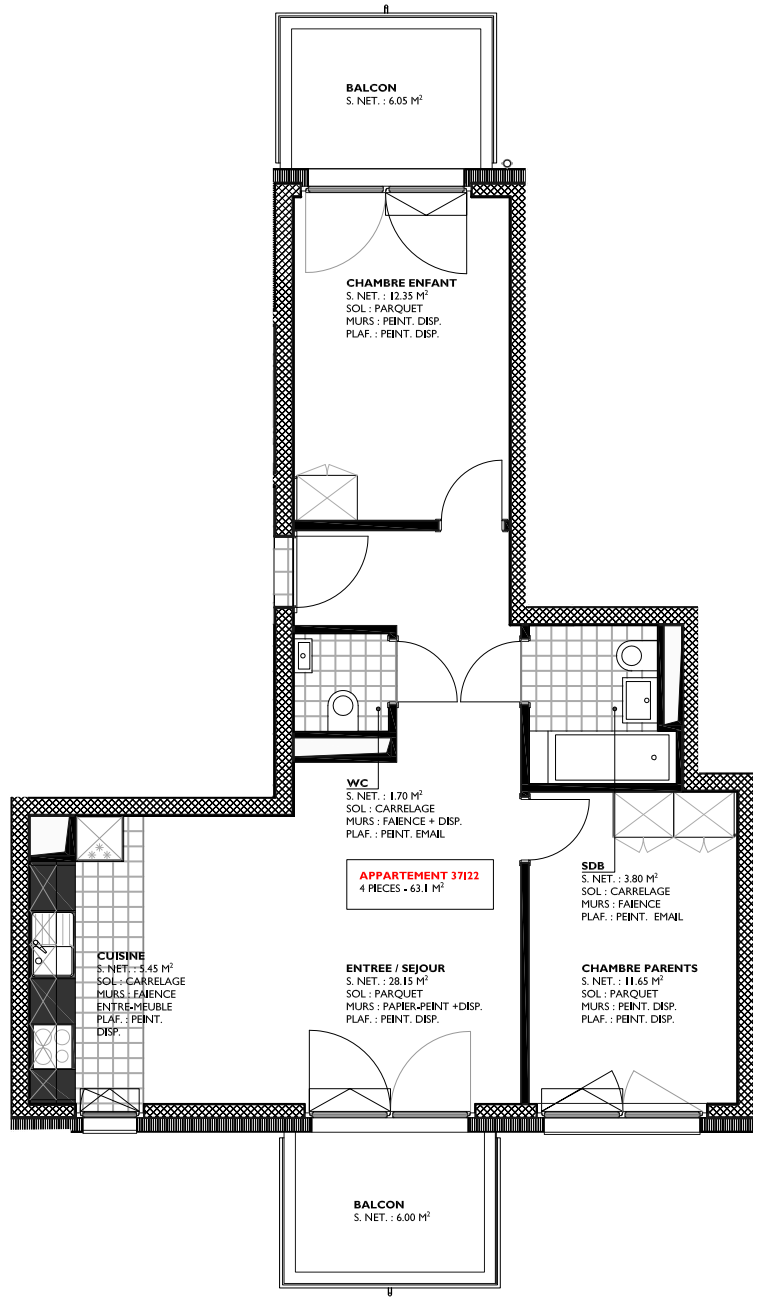 BALCON
S. NET. : 6.05 M²
CHAMBRE ENFANT
S. NET. : 12.35 M²
SOL : PARQUET
MURS : PEINT. DISP.
PLAF. : PEINT. DISP.
WC
S. NET. : 1.70 M²
SOL : CARRELAGE
MURS : FAIENCE + DISP.
PLAF. : PEINT. EMAIL
APPARTEMENT 37122
4 PIECES - 63.1 M²
SDB
S. NET. : 3.80 M²
SOL : CARRELAGE
MURS : FAIENCE
PLAF. : PEINT. EMAIL
CUISINE
S. NET. : 5.45 M²
SOL : CARRELAGE
MURS : FAIENCE
ENTRE-MEUBLE
PLAF. : PEINT.
DISP.
ENTREE / SEJOUR
S. NET. : 28.15 M²
SOL : PARQUET
MURS : PAPIER-PEINT +DISP.
PLAF. : PEINT. DISP.
CHAMBRE PARENTS
S. NET. : 11.65 M²
SOL : PARQUET
MURS : PEINT. DISP.
PLAF. : PEINT. DISP.
BALCON
S. NET. : 6.00 M²